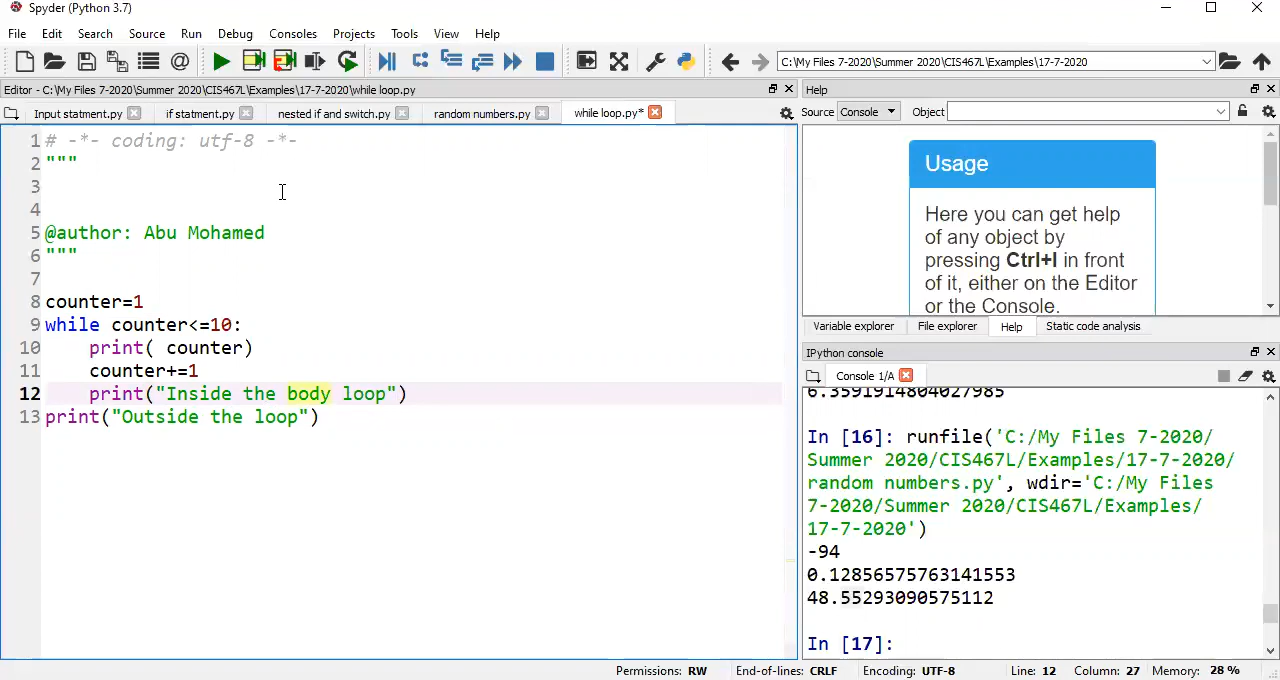 Spyder (Python 3.7)
File Edit Search Source Run Debug Consoles Projects Tools View Help
C:\My Files 7-2020\Summer 2020\CIS467L\Examples\17-7-2020
Editor - C:\My Files 7-2020\Summer 2020\CIS467L\Examples\17-7-2020\while loop.py
Input statment.py if statment.py nested if and switch.py random numbers.py while loop.py*
1 # -*- coding: utf-8 -*-
2 """
3
4
5 @author: Abu Mohamed
6 """
7
8 counter=1
9 while counter<=10:
10     print( counter)
11     counter+=1
12     print("Inside the body loop")
13 print("Outside the loop")
Help
Source Console Object
Usage
Here you can get help
of any object by
pressing Ctrl+I in front
of it, either on the Editor
or the Console.
Variable explorer File explorer Help Static code analysis
IPython console
Console 1/A
6.3591914804027985
In [16]: runfile('C:/My Files 7-2020/
Summer 2020/CIS467L/Examples/17-7-2020/
random numbers.py', wdir='C:/My Files
7-2020/Summer 2020/CIS467L/Examples/
17-7-2020')
-94
0.12856575763141553
48.55293090575112
In [17]:
Permissions: RW End-of-lines: CRLF Encoding: UTF-8 Line: 12 Column: 27 Memory: 28 %